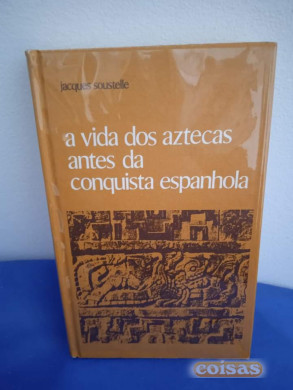 jacques soustelle
a vida dos aztecas
antes da
conquista espanhola
coisas